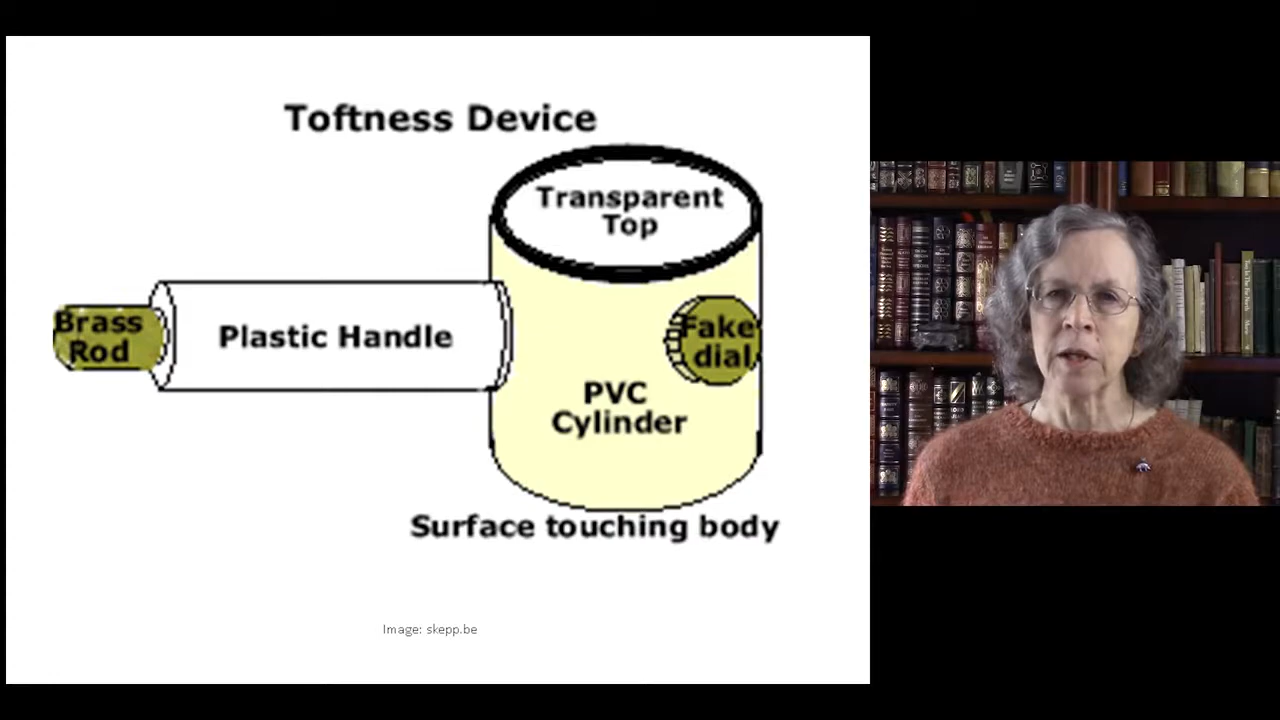 Toftness Device
Transparent
Top
Brass
Rod
Plastic Handle
Fake
dial
PVC
Cylinder
Surface touching body
Image: skepp.be